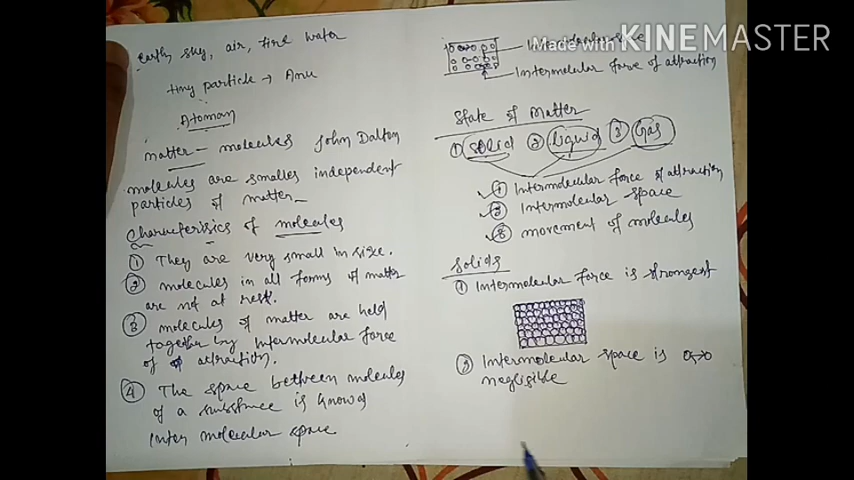 earth, sky, air, fire water
tiny particle → Anu
Atoman
matter - molecules John Dalton
molecules are smalles independent
particles of matter
Characterisics of molecules
① They are very small in size.
② molecules in all forms of matter
are not at rest.
③ molecules of matter are held
together by Intermolecular force
of attraction.
④ The space between molecules
of a substance is known as
Inter molecular space
Made with KINEMASTER
Intermolecular force of attraction
State of Matter
① Solid ② Liquid ③ Gas
① Intermolecular force of attraction
② Intermolecular space
③ movement of molecules
Solids
① Intermolecular force is strongest
② Intermolecular space is
negligible